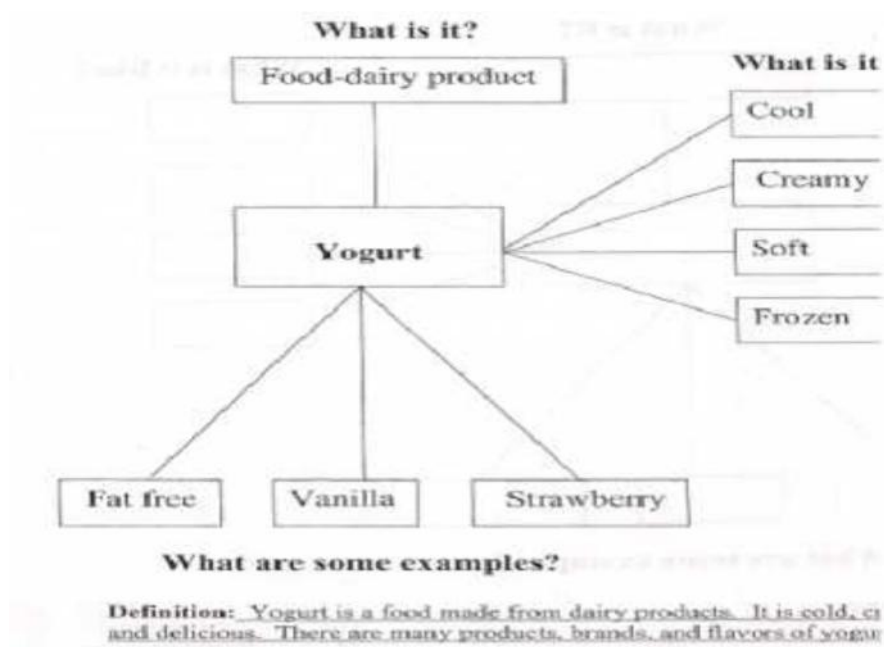 What is it?
Food-dairy product
What is it
Cool
Creamy
Yogurt
Soft
Frozen
Fat free
Vanilla
Strawberry
What are some examples?
Definition: Yogurt is a food made from dairy products. It is cold,
and delicious. There are many products, brands, and flavors of